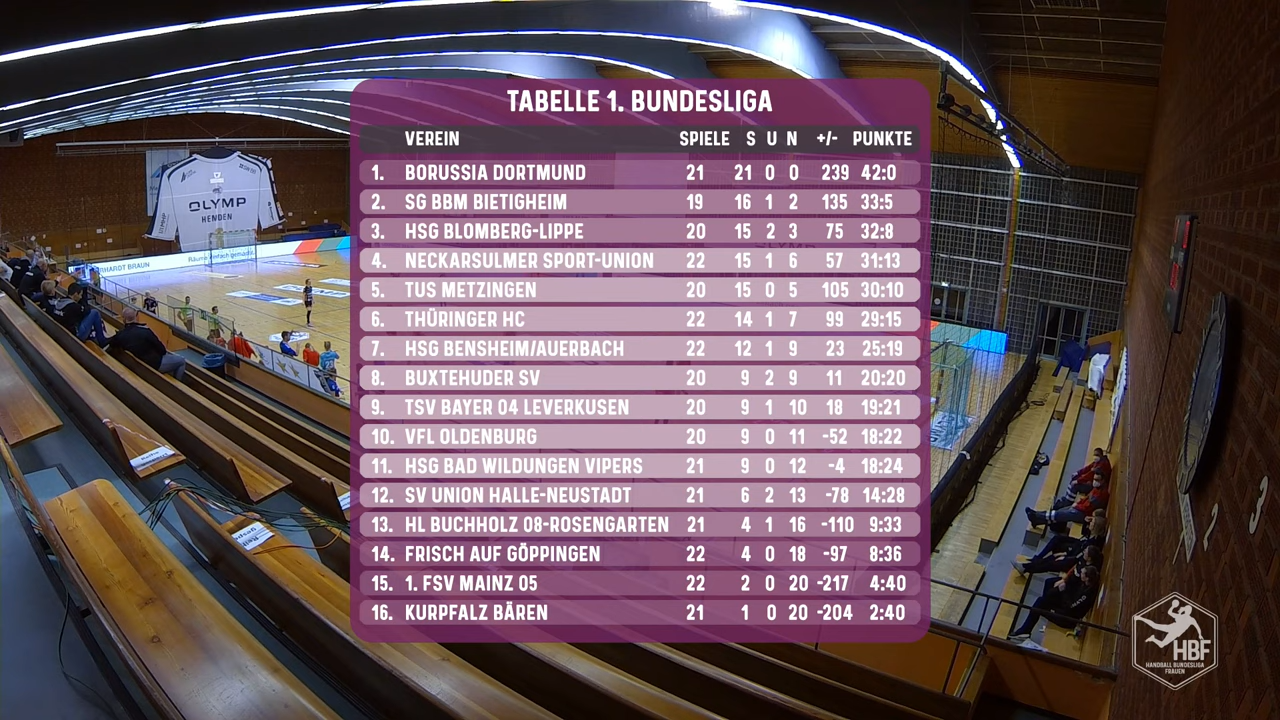 TABELLE 1. BUNDESLIGA
VEREIN SPIELE S U N +/- PUNKTE
1. BORUSSIA DORTMUND 21 21 0 0 239 42:0
2. SG BBM BIETIGHEIM 19 16 1 2 135 33:5
3. HSG BLOMBERG-LIPPE 20 15 2 3 75 32:8
4. NECKARSULMER SPORT-UNION 22 15 1 6 57 31:13
5. TUS METZINGEN 20 15 0 5 105 30:10
6. THÜRINGER HC 22 14 1 7 99 29:15
7. HSG BENSHEIM/AUERBACH 22 12 1 9 23 25:19
8. BUXTEHUDER SV 20 9 2 9 11 20:20
9. TSV BAYER 04 LEVERKUSEN 20 9 1 10 18 19:21
10. VFL OLDENBURG 20 9 0 11 -52 18:22
11. HSG BAD WILDUNGEN VIPERS 21 9 0 12 -4 18:24
12. SV UNION HALLE-NEUSTADT 21 6 2 13 -78 14:28
13. HL BUCHHOLZ 08-ROSENGARTEN 21 4 1 16 -110 9:33
14. FRISCH AUF GÖPPINGEN 22 4 0 18 -97 8:36
15. 1. FSV MAINZ 05 22 2 0 20 -217 4:40
16. KURPFALZ BÄREN 21 1 0 20 -204 2:40
OLYMP
HENDEN
BRAUN
1 2 3
HBF
HANDBALL BUNDESLIGA
FRAUEN